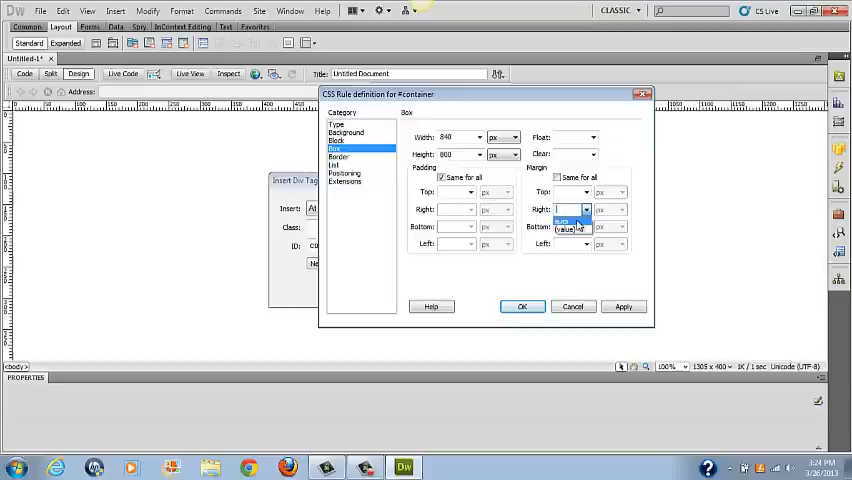 Dw File Edit View Insert Modify Format Commands Site Window Help CLASSIC CS Live
Common Layout Forms Data Spry InContext Editing Text Favorites
Standard Expanded
Untitled-1* ×
Code Split Design Live Code Live View Inspect Title: Untitled Document
Address:
CSS Rule definition for #container
Category Box
Type
Background
Block
Box
Border
List
Positioning
Extensions
Width: 840 px Float:
Height: 800 px Clear:
Padding Margin
Same for all Same for all
Top: px Top: px
Right: px Right: px
auto
(value)
Bottom: px Bottom: px
Left: px Left: px
Help OK Cancel Apply
Insert Div Tag
Insert: At
Class:
ID:
<body> 100% 1305 x 400 1K / 1 sec Unicode (UTF-8)
PROPERTIES
Dw
3:24 PM
3/26/2013